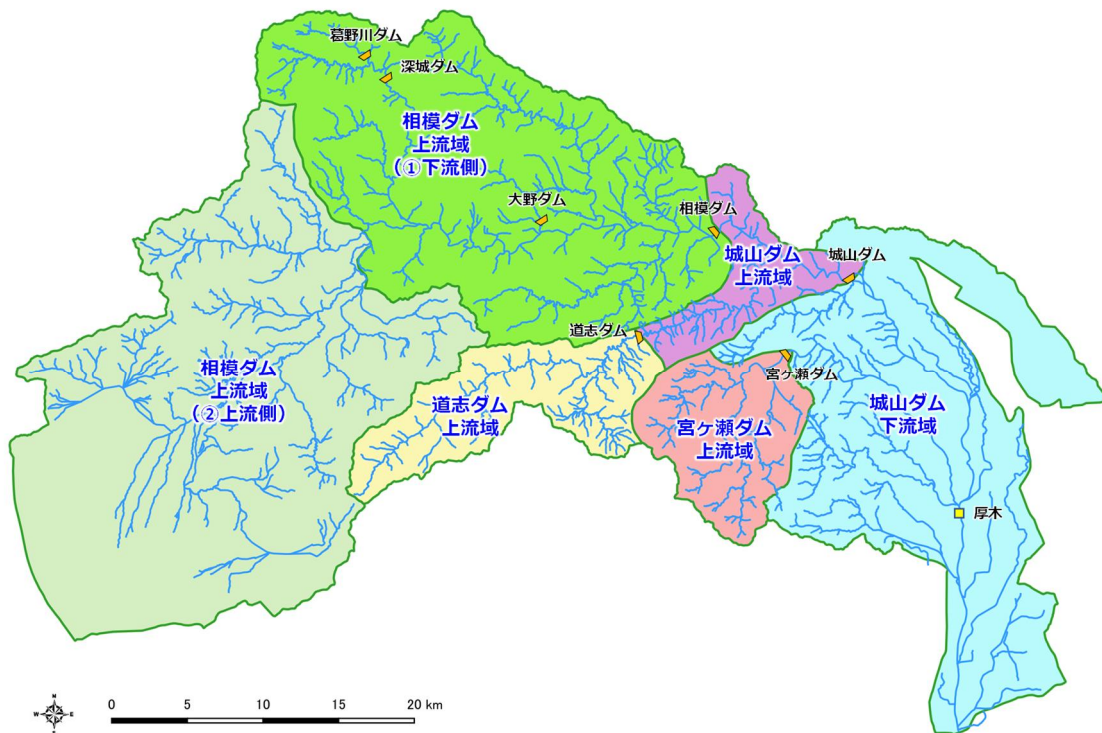 葛野川ダム
深城ダム
相模ダム
上流域
（①下流側）
大野ダム
相模ダム
城山ダム
上流域
城山ダム
道志ダム
宮ヶ瀬ダム
相模ダム
上流域
（②上流側）
道志ダム
上流域
宮ヶ瀬ダム
上流域
城山ダム
下流域
厚木
N
W
E
S
0 5 10 15 20 km